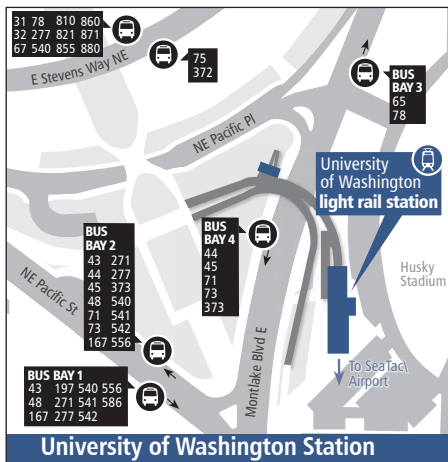 31 78 810 860
32 277 821 871
67 540 855 880
E Stevens Way NE
75
372
BUS
BAY 3
65
78
NE Pacific Pl
University
of Washington
light rail station
BUS
BAY 2
43 271
44 277
45 373
48 540
71 541
73 542
167 556
BUS
BAY 4
44
45
71
73
373
NE Pacific St
Montlake Blvd E
Husky
Stadium
To SeaTac\
Airport
BUS BAY 1
43 197 540 556
48 271 541 586
167 277 542
University of Washington Station